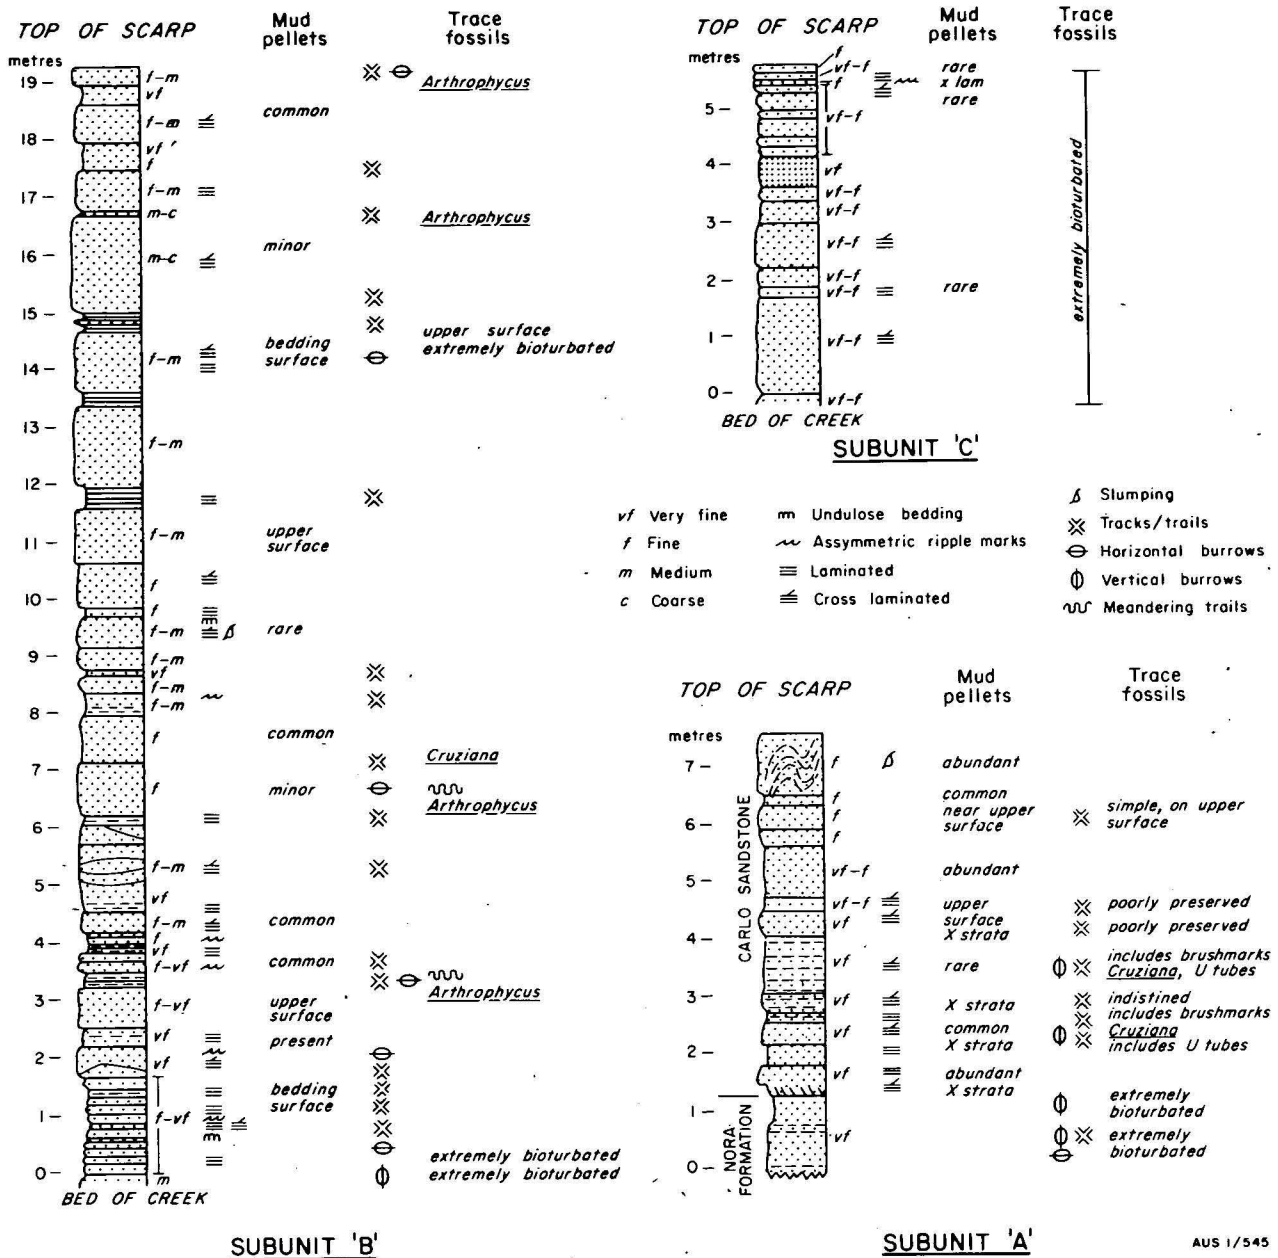 TOP OF SCARP
Mud pellets
Trace fossils
metres
19 –
f-m
Arthrophycus
vf
common
f-m
18 –
vf
f
17 –
f-m
m-c
Arthrophycus
minor
16 –
m-c
15 –
upper surface
extremely bioturbated
bedding
surface
f-m
14 –
13 –
f-m
12 –
f-m
upper
surface
11 –
f
10 –
f
f-m
rare
9 –
f-m
vf
f-m
f-m
8 –
f
common
Cruziana
7 –
f
minor
Arthrophycus
6 –
f-m
5 –
vf
f-m
common
4 –
f
vf
f-vf
common
Arthrophycus
3 –
f-vf
upper
surface
vf
present
2 –
vf
bedding
surface
1 –
f-vf
extremely bioturbated
0 –
extremely bioturbated
m
BED OF CREEK
SUBUNIT 'B'
TOP OF SCARP
Mud pellets
Trace fossils
metres
f
vf-f
f
rare
x lam
rare
5 –
vf-f
4 –
vf
vf-f
vf-f
3 –
vf-f
vf-f
2 –
vf-f
rare
1 –
vf-f
0 –
vf-f
extremely bioturbated
BED OF CREEK
SUBUNIT 'C'
vf Very fine
f Fine
m Medium
c Coarse
Undulose bedding
Assymmetric ripple marks
Laminated
Cross laminated
Slumping
Tracks/trails
Horizontal burrows
Vertical burrows
Meandering trails
TOP OF SCARP
Mud pellets
Trace fossils
metres
7 –
f
abundant
f
common
near upper
surface
f
simple, on upper
surface
6 –
f
vf-f
abundant
5 –
vf-f
upper
surface
X strata
poorly preserved
vf
poorly preserved
4 –
vf
rare
includes brushmarks
Cruziana, U tubes
3 –
vf
X strata
indistined
includes brushmarks
vf
common
X strata
Cruziana
includes U tubes
2 –
vf
abundant
X strata
1 –
extremely
bioturbated
vf
extremely
bioturbated
0 –
CARLO SANDSTONE
NORA-
FORMATION
SUBUNIT 'A'
AUS 1/545